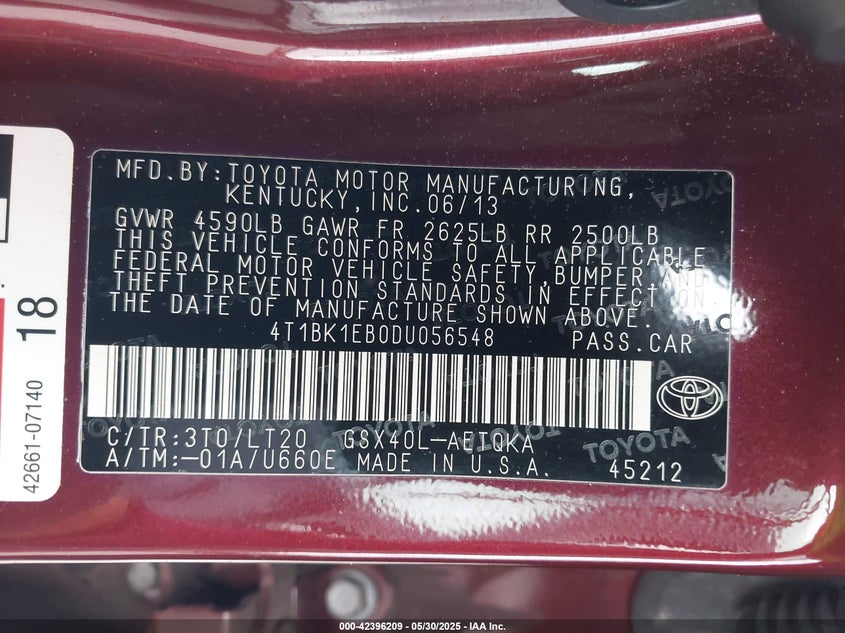 MFD.BY:TOYOTA MOTOR MANUFACTURING,
KENTUCKY,INC.06/13
GVWR 4590LB GAWR FR 2625LB RR 2500LB
THIS VEHICLE CONFORMS TO ALL APPLICABLE
FEDERAL MOTOR VEHICLE SAFETY,BUMPER,AND
THEFT PREVENTION STANDARDS IN EFFECT ON
THE DATE OF MANUFACTURE SHOWN ABOVE.
4T1BK1EB0DU056548 PASS.CAR
C/TR:3T0/LT20 GSX40L-AETQKA
A/TM:-01A/U660E MADE IN U.S.A. 45212
TOYOTA
18
42661-07140
000-42396209 - 05/30/2025 - IAA Inc.